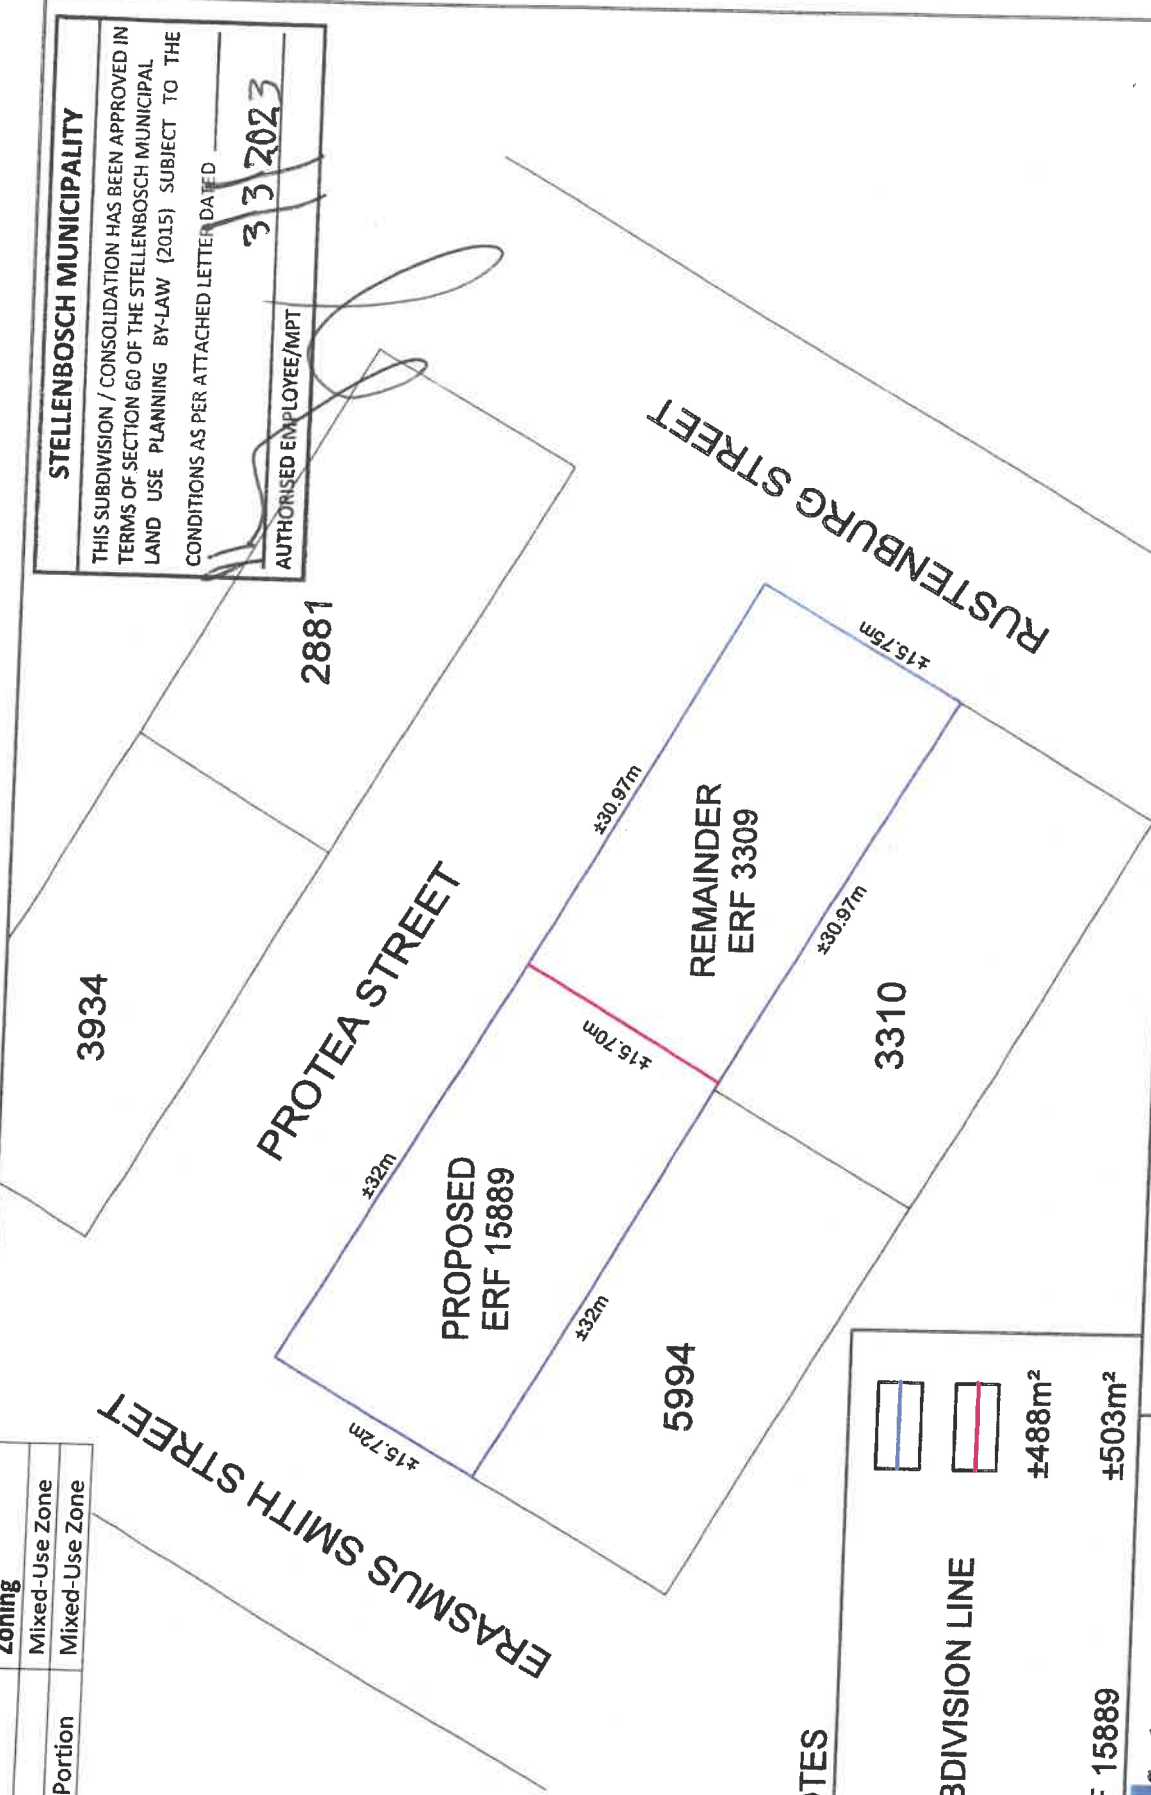 STELLENBOSCH MUNICIPALITY
THIS SUBDIVISION / CONSOLIDATION HAS BEEN APPROVED IN
TERMS OF SECTION 60 OF THE STELLENBOSCH MUNICIPAL
LAND USE PLANNING BY-LAW (2015) SUBJECT TO THE
CONDITIONS AS PER ATTACHED LETTER DATED
3 3 2023
AUTHORISED EMPLOYEE/MPT
Zoning
Mixed-Use Zone
Portion Mixed-Use Zone
3934
2881
PROTEA STREET
ERASMUS SMITH STREET
RUSTENBURG STREET
±32m
±30.97m
±15.72m
PROPOSED
ERF 15889
±15.70m
REMAINDER
ERF 3309
±15.75m
±32m
±30.97m
5994
3310
±488m²
15889 ±503m²